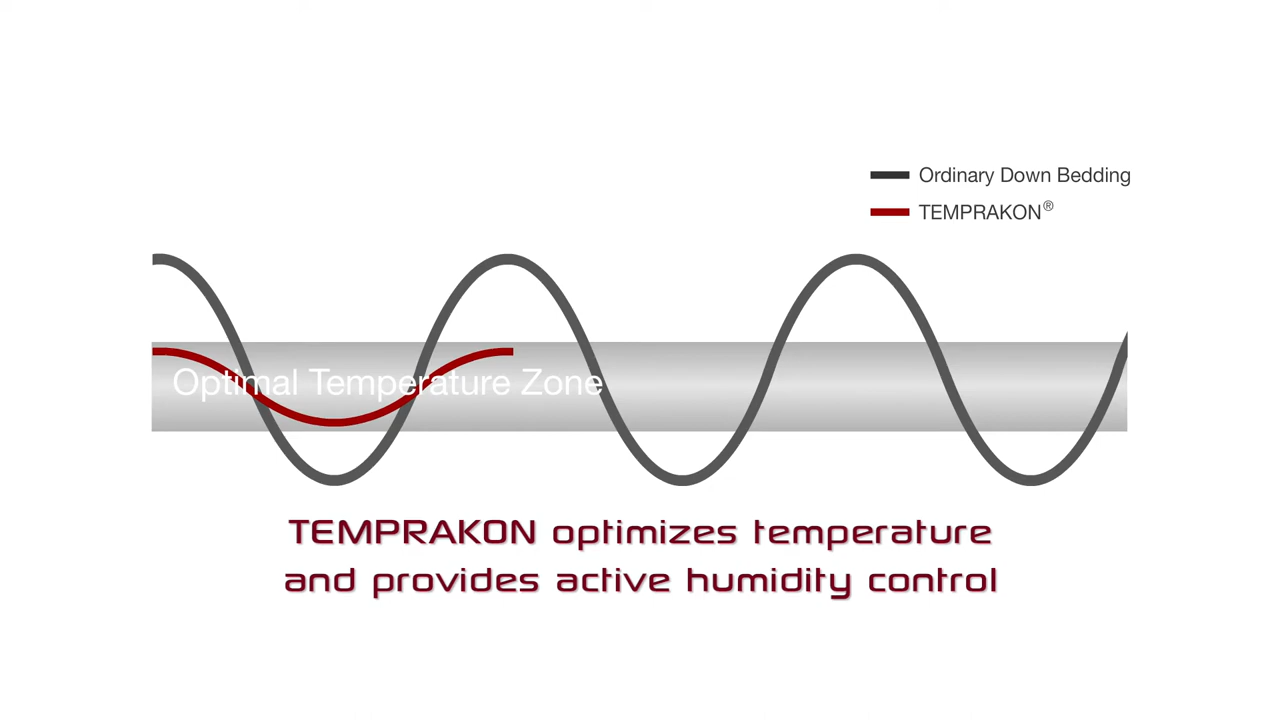 Ordinary Down Bedding
TEMPRAKON®
Optimal Temperature Zone
TEMPRAKON optimizes temperature
and provides active humidity control